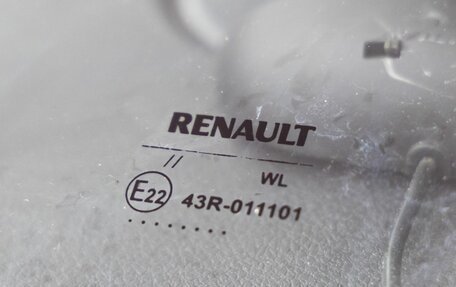 RENAULT
// WL
E22 43R-011101
. . . . . . . .